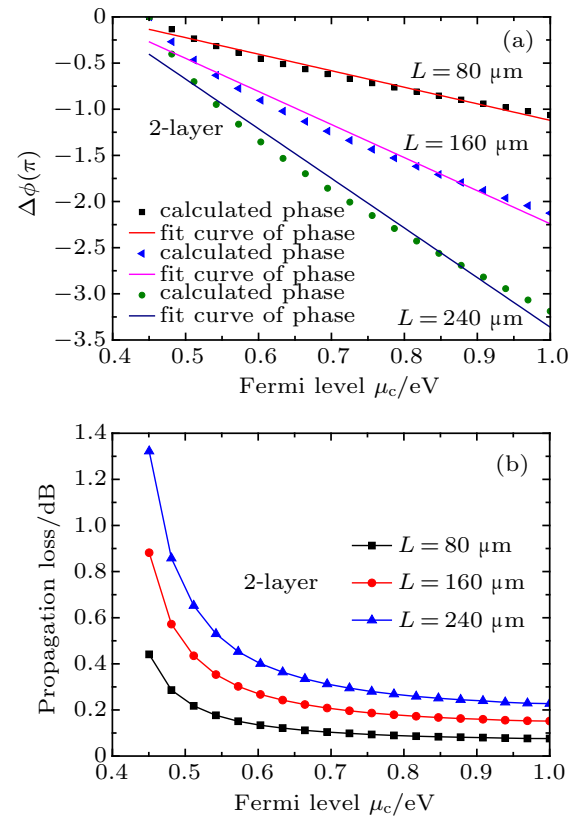 0
−0.5
−1.0
−1.5
−2.0
−2.5
−3.0
−3.5
Δϕ(π)
(a)
L = 80 μm
L = 160 μm
2-layer
calculated phase
fit curve of phase
calculated phase
fit curve of phase
calculated phase
fit curve of phase
L = 240 μm
0.4 0.5 0.6 0.7 0.8 0.9 1.0
Fermi level μc/eV
1.4
1.2
1.0
0.8
0.6
0.4
0.2
0
Propagation loss/dB
(b)
2-layer
L = 80 μm
L = 160 μm
L = 240 μm
0.4 0.5 0.6 0.7 0.8 0.9 1.0
Fermi level μc/eV